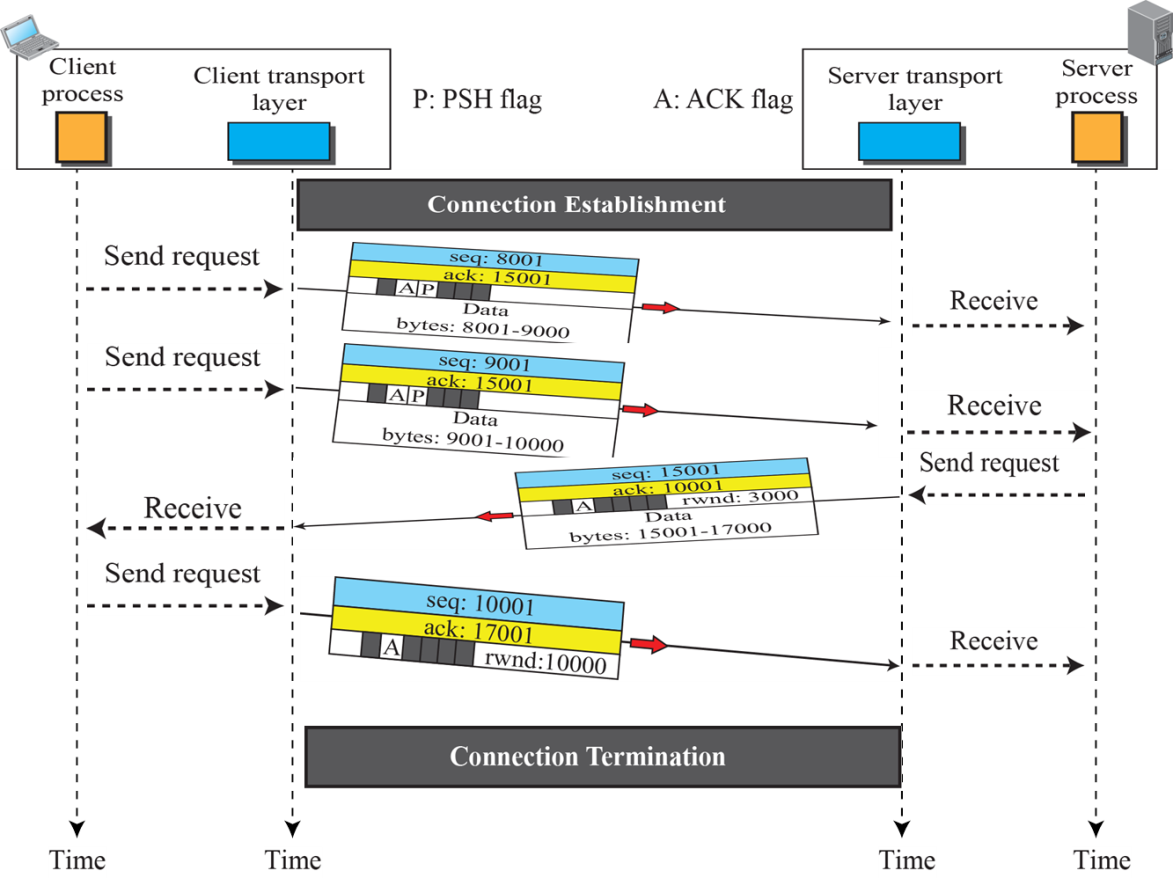 Client
process
Client transport
layer
P: PSH flag
A: ACK flag
Server transport
layer
Server
process
Connection Establishment
Send request
seq: 8001
ack: 15001
A P
Data
bytes: 8001-9000
Receive
Send request
seq: 9001
ack: 15001
A P
Data
bytes: 9001-10000
Receive
Send request
seq: 15001
ack: 10001
A rwnd: 3000
Data
bytes: 15001-17000
Receive
Send request
seq: 10001
ack: 17001
A rwnd:10000
Receive
Connection Termination
Time
Time
Time
Time